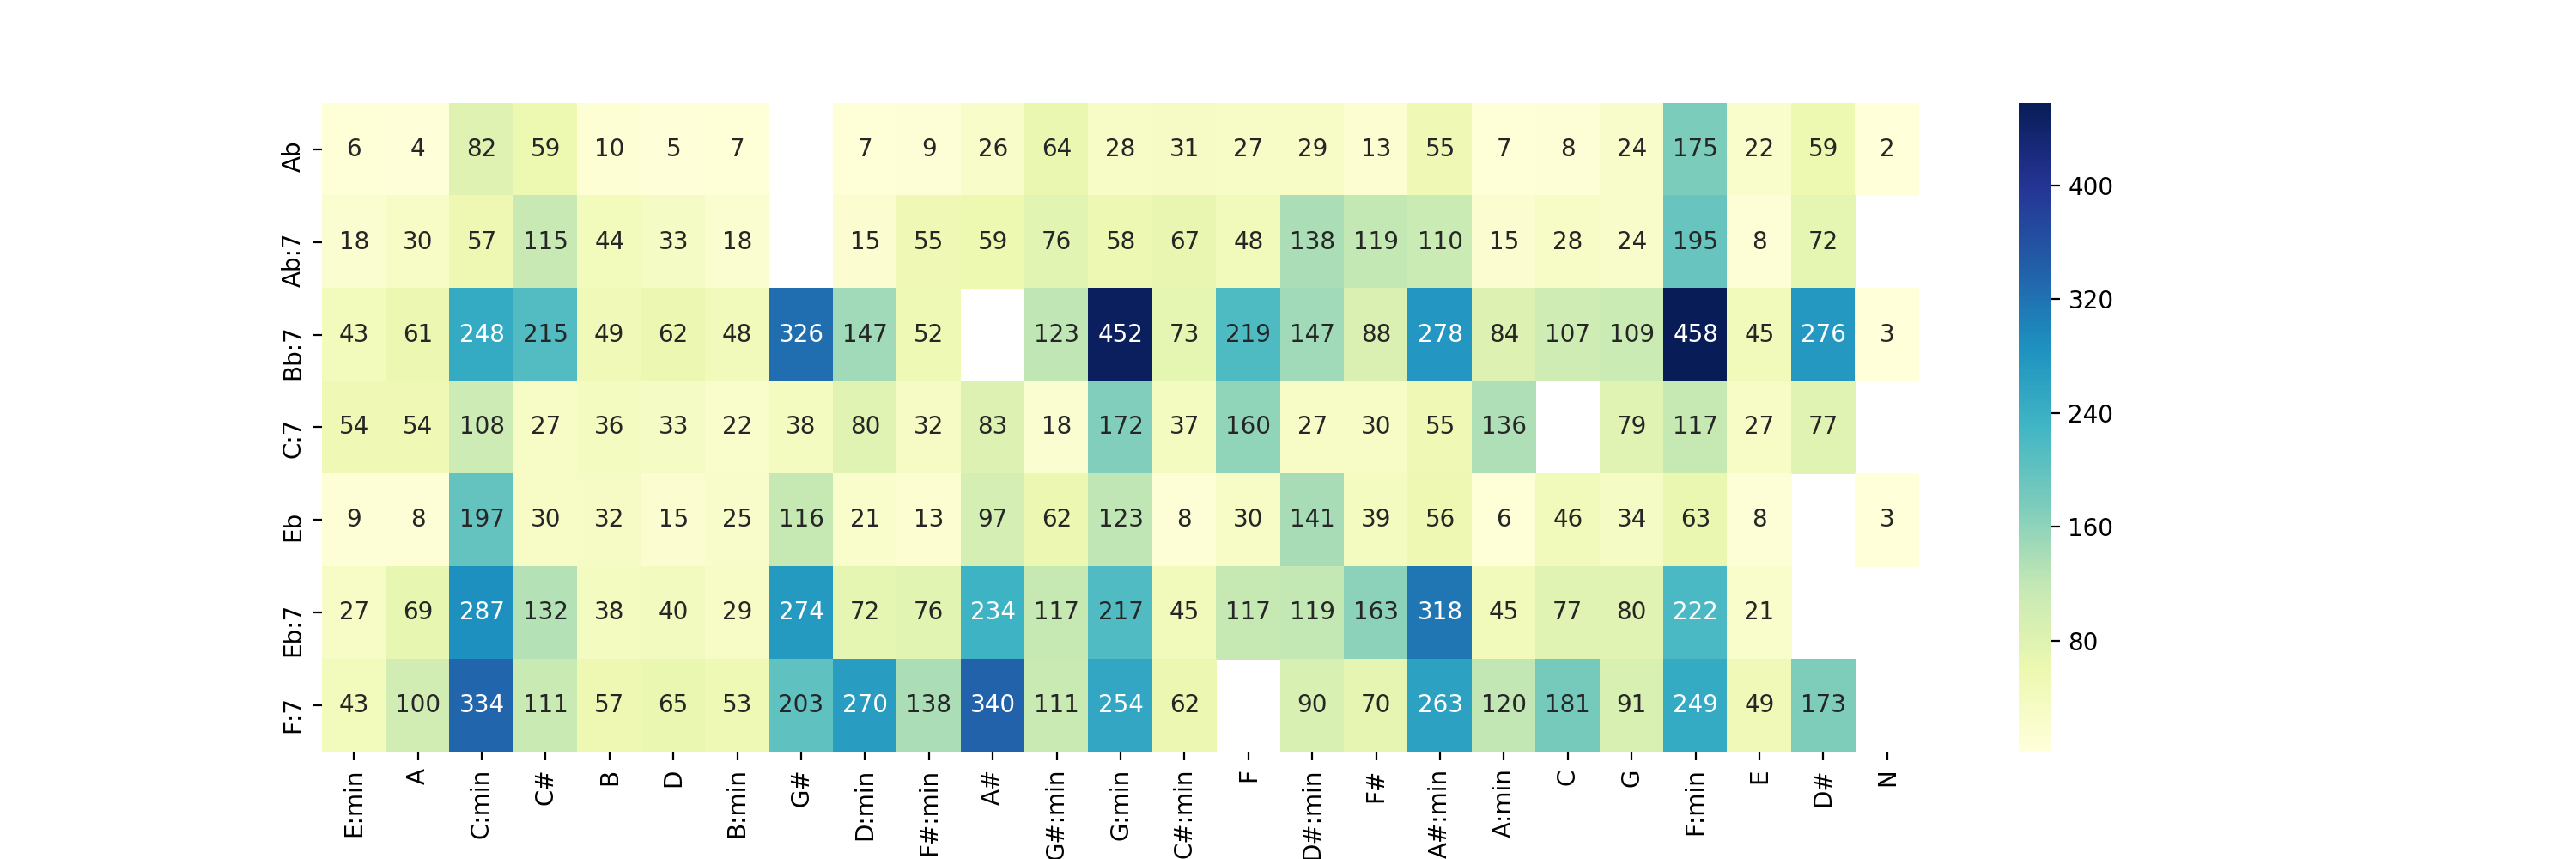 Ab 6 4 82 59 10 5 7 7 9 26 64 28 31 27 29 13 55 7 8 24 175 22 59 2
Ab:7 18 30 57 115 44 33 18 15 55 59 76 58 67 48 138 119 110 15 28 24 195 8 72
Bb:7 43 61 248 215 49 62 48 326 147 52 123 452 73 219 147 88 278 84 107 109 458 45 276 3
C:7 54 54 108 27 36 33 22 38 80 32 83 18 172 37 160 27 30 55 136 79 117 27 77
Eb 9 8 197 30 32 15 25 116 21 13 97 62 123 8 30 141 39 56 6 46 34 63 8 3
Eb:7 27 69 287 132 38 40 29 274 72 76 234 117 217 45 117 119 163 318 45 77 80 222 21
F:7 43 100 334 111 57 65 53 203 270 138 340 111 254 62 90 70 263 120 181 91 249 49 173
E:min A C:min C# B D B:min G# D:min F#:min A# G#:min G:min C#:min F D#:min F# A#:min A:min C G F:min E D# N
400
320
240
160
80